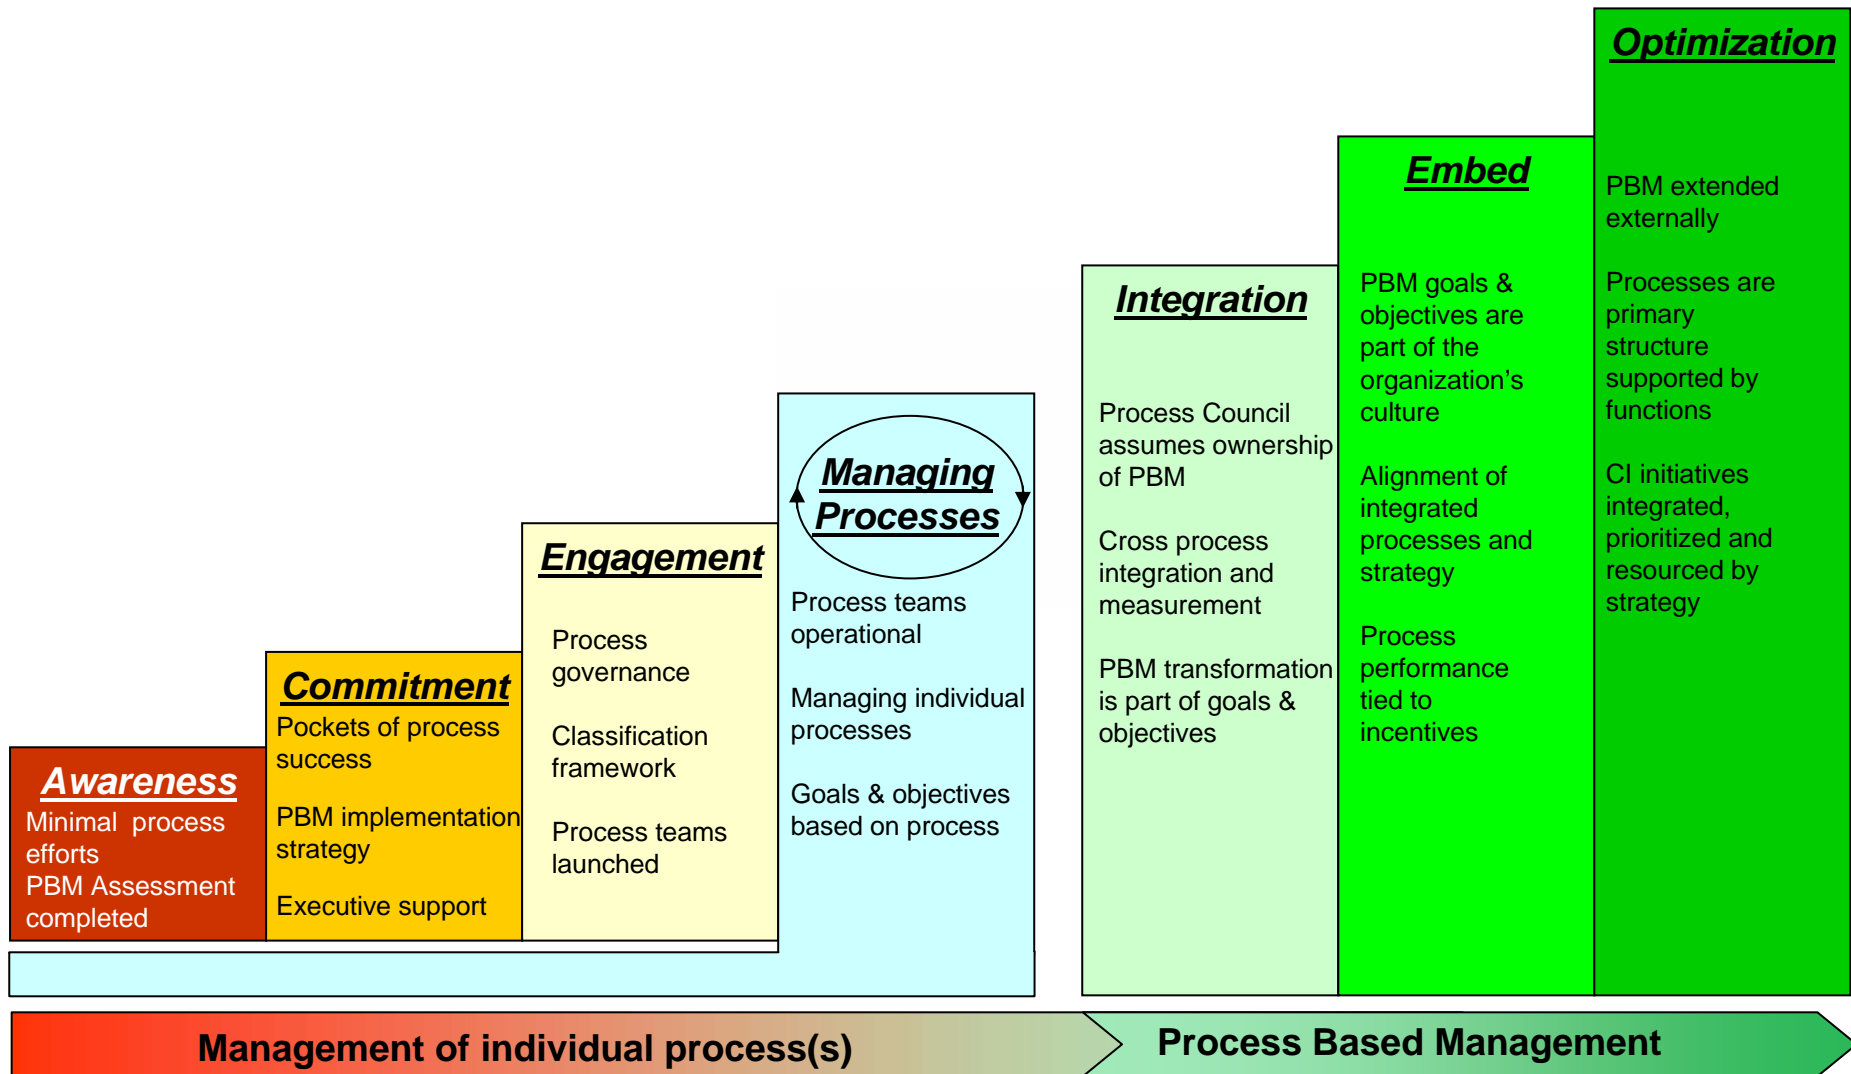 Awareness
Minimal  process
efforts
PBM Assessment
completed
Commitment
Pockets of process
success
PBM implementation
strategy
Executive support
Engagement
Process
governance
Classification
framework
Process teams
launched
Managing
Processes
Process teams
operational
Managing individual
processes
Goals & objectives
based on process
Integration
Process Council
assumes ownership
of PBM
Cross process
integration and
measurement
PBM transformation
is part of goals &
objectives
Embed
PBM goals &
objectives are
part of the
organization’s
culture
Alignment of
integrated
processes and
strategy
Process
performance
tied to
incentives
Optimization
PBM extended
externally
Processes are
primary
structure
supported by
functions
CI initiatives
integrated,
prioritized and
resourced by
strategy
Management of individual process(s)
Process Based Management